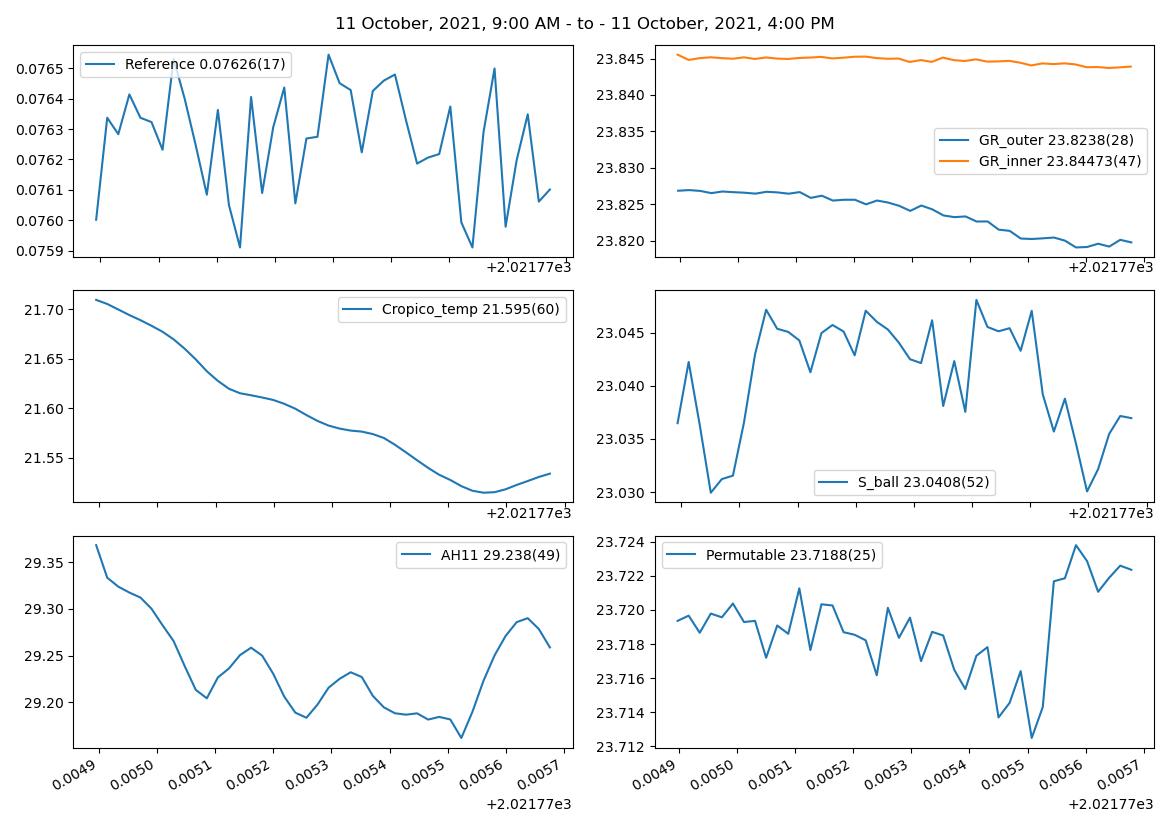 11 October, 2021, 9:00 AM - to - 11 October, 2021, 4:00 PM
Reference 0.07626(17)
0.0765
0.0764
0.0763
0.0762
0.0761
0.0760
0.0759
+2.02177e3
23.845
23.840
23.835
23.830
23.825
23.820
GR_outer 23.8238(28)
GR_inner 23.84473(47)
+2.02177e3
21.70
21.65
21.60
21.55
Cropico_temp 21.595(60)
+2.02177e3
23.045
23.040
23.035
23.030
S_ball 23.0408(52)
+2.02177e3
29.35
29.30
29.25
29.20
AH11 29.238(49)
0.0049 0.0050 0.0051 0.0052 0.0053 0.0054 0.0055 0.0056 0.0057
+2.02177e3
23.724
23.722
23.720
23.718
23.716
23.714
23.712
Permutable 23.7188(25)
0.0049 0.0050 0.0051 0.0052 0.0053 0.0054 0.0055 0.0056 0.0057
+2.02177e3